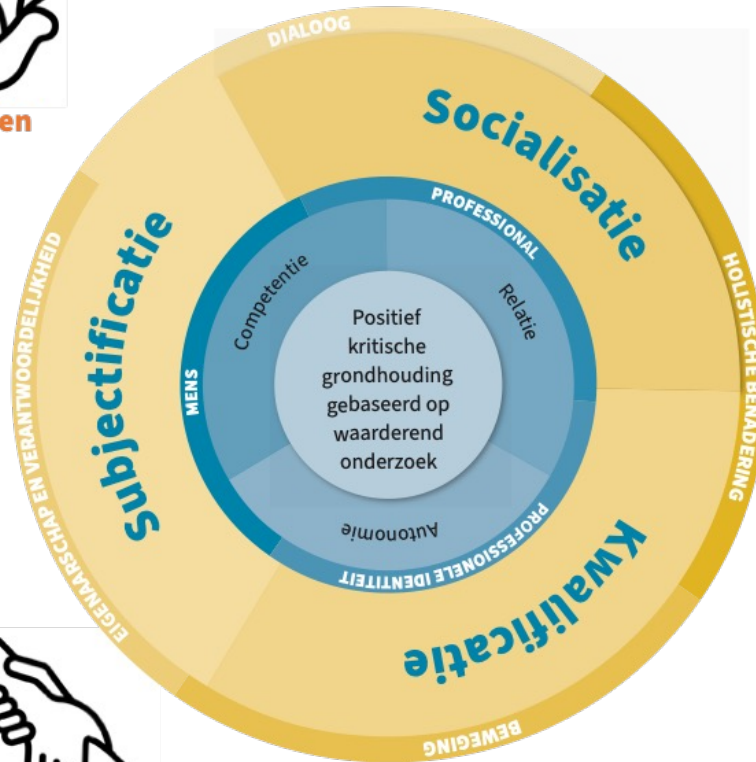 en
DIALOOG
HOLISTISCHE BENADERING
BEWEGING
EIGENAARSCHAP EN VERANTWOORDELIJKHEID
Socialisatie
Kwalificatie
Subjectificatie
PROFESSIONAL
PROFESSIONELE IDENTITEIT
MENS
Competentie
Relatie
Autonomie
Positief
kritische
grondhouding
gebaseerd op
waarderend
onderzoek